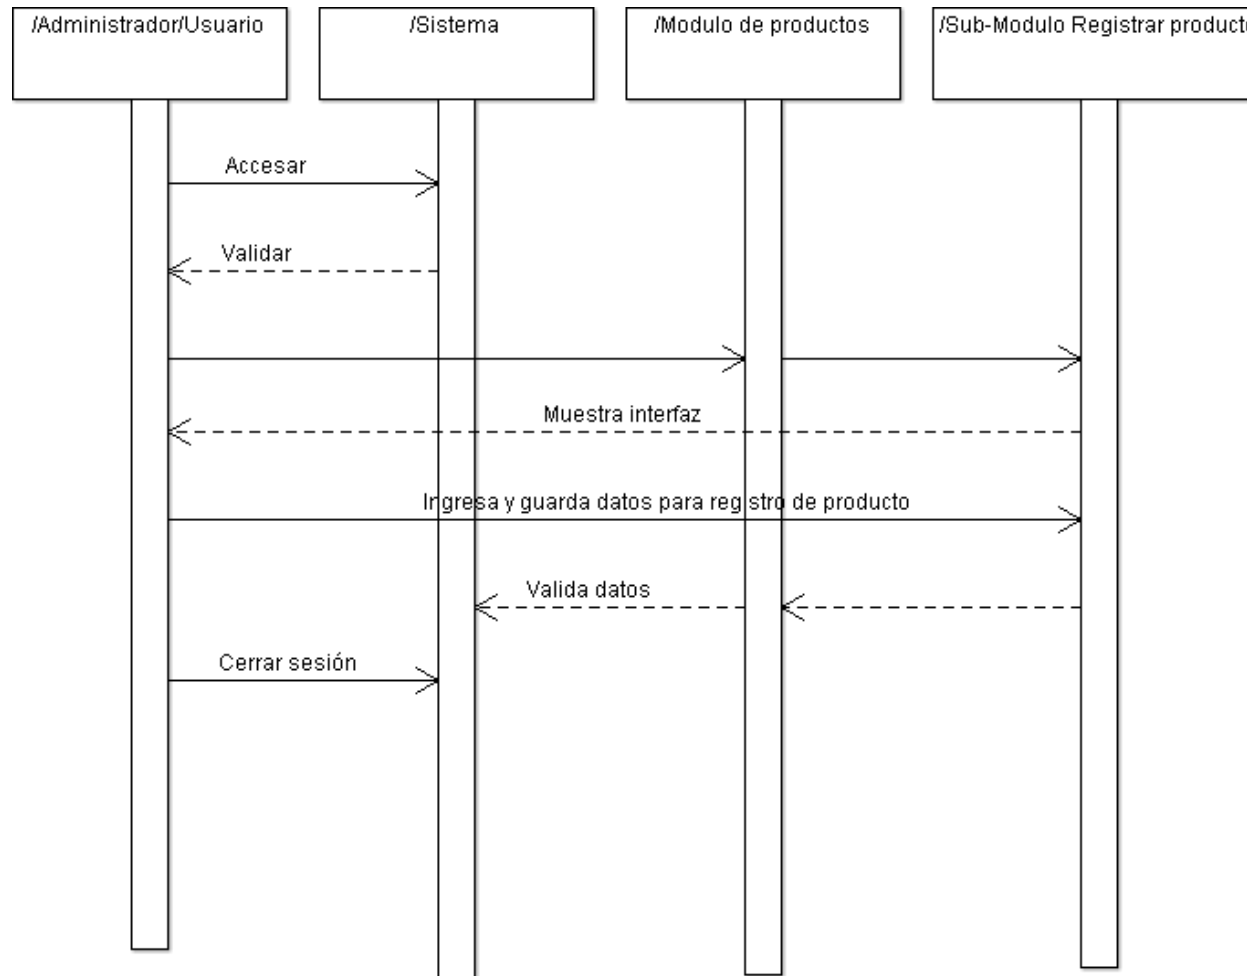 /Administrador/Usuario
/Sistema
/Modulo de productos
/Sub-Modulo Registrar producto
Accesar
Validar
Muestra interfaz
Ingresa y guarda datos para registro de producto
Valida datos
Cerrar sesión